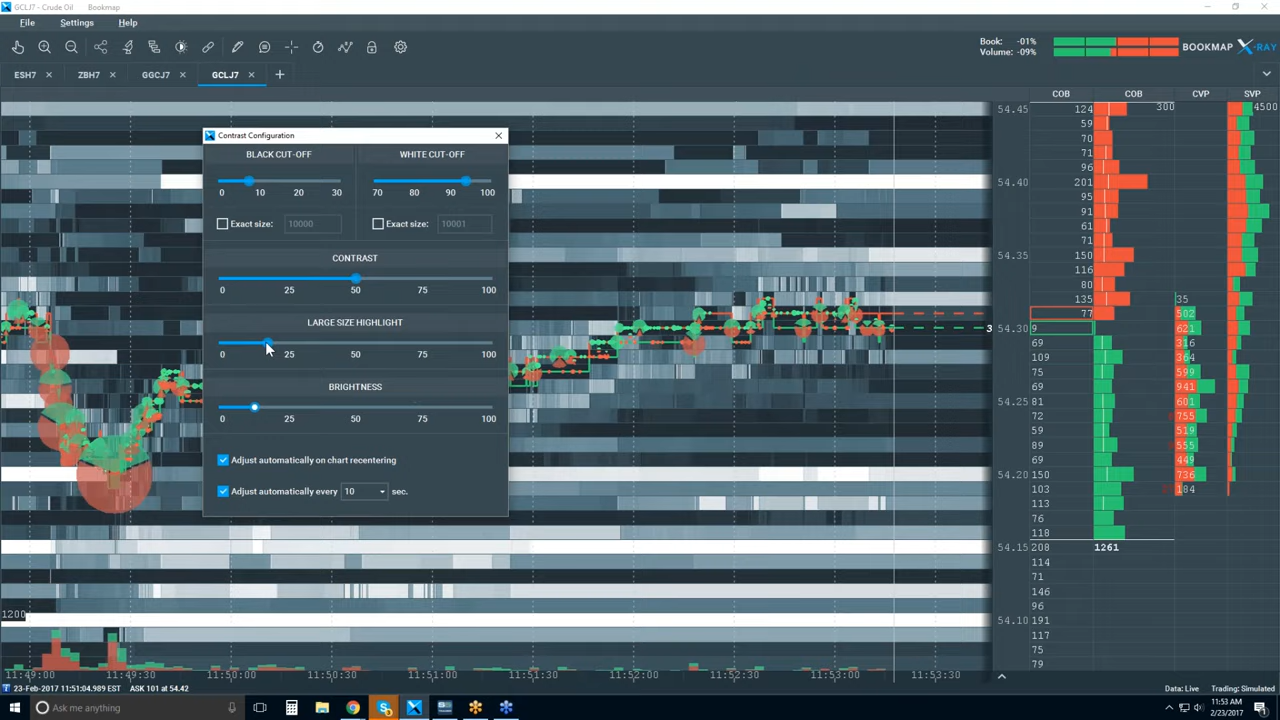 GCLJ7 - Crude Oil Bookmap
File Settings Help
Book: -01%
Volume: -09%
BOOKMAP X-RAY
ESH7 ZBH7 GGCJ7 GCLJ7
COB COB CVP SVP
Contrast Configuration
BLACK CUT-OFF WHITE CUT-OFF
0 10 20 30 70 80 90 100
Exact size: 10000 Exact size: 10001
CONTRAST
0 25 50 75 100
LARGE SIZE HIGHLIGHT
0 25 50 75 100
BRIGHTNESS
0 25 50 75 100
Adjust automatically on chart recentering
Adjust automatically every 10 sec.
54.45 124 300 4500
59
70
71
96
54.40 201
95
91
61
71
54.35 150
116
80
135 35
77 502
3 54.30 9 621
69 316
109 364
75 599
69 941
54.25 81 601
72 755
59 519
89 555
69 449
54.20 150 736
103 184
113
76
118
54.15 208 1261
114
71
146
96
54.10 191
117
75
79
1200
11:49:00 11:49:30 11:50:00 11:50:30 11:51:00 11:51:30 11:52:00 11:52:30 11:53:00 11:53:30
23-Feb-2017 11:51:04.989 EST ASK 101 at 54.42
Data: Live Trading: Simulated
Ask me anything
11:53 AM
2/23/2017